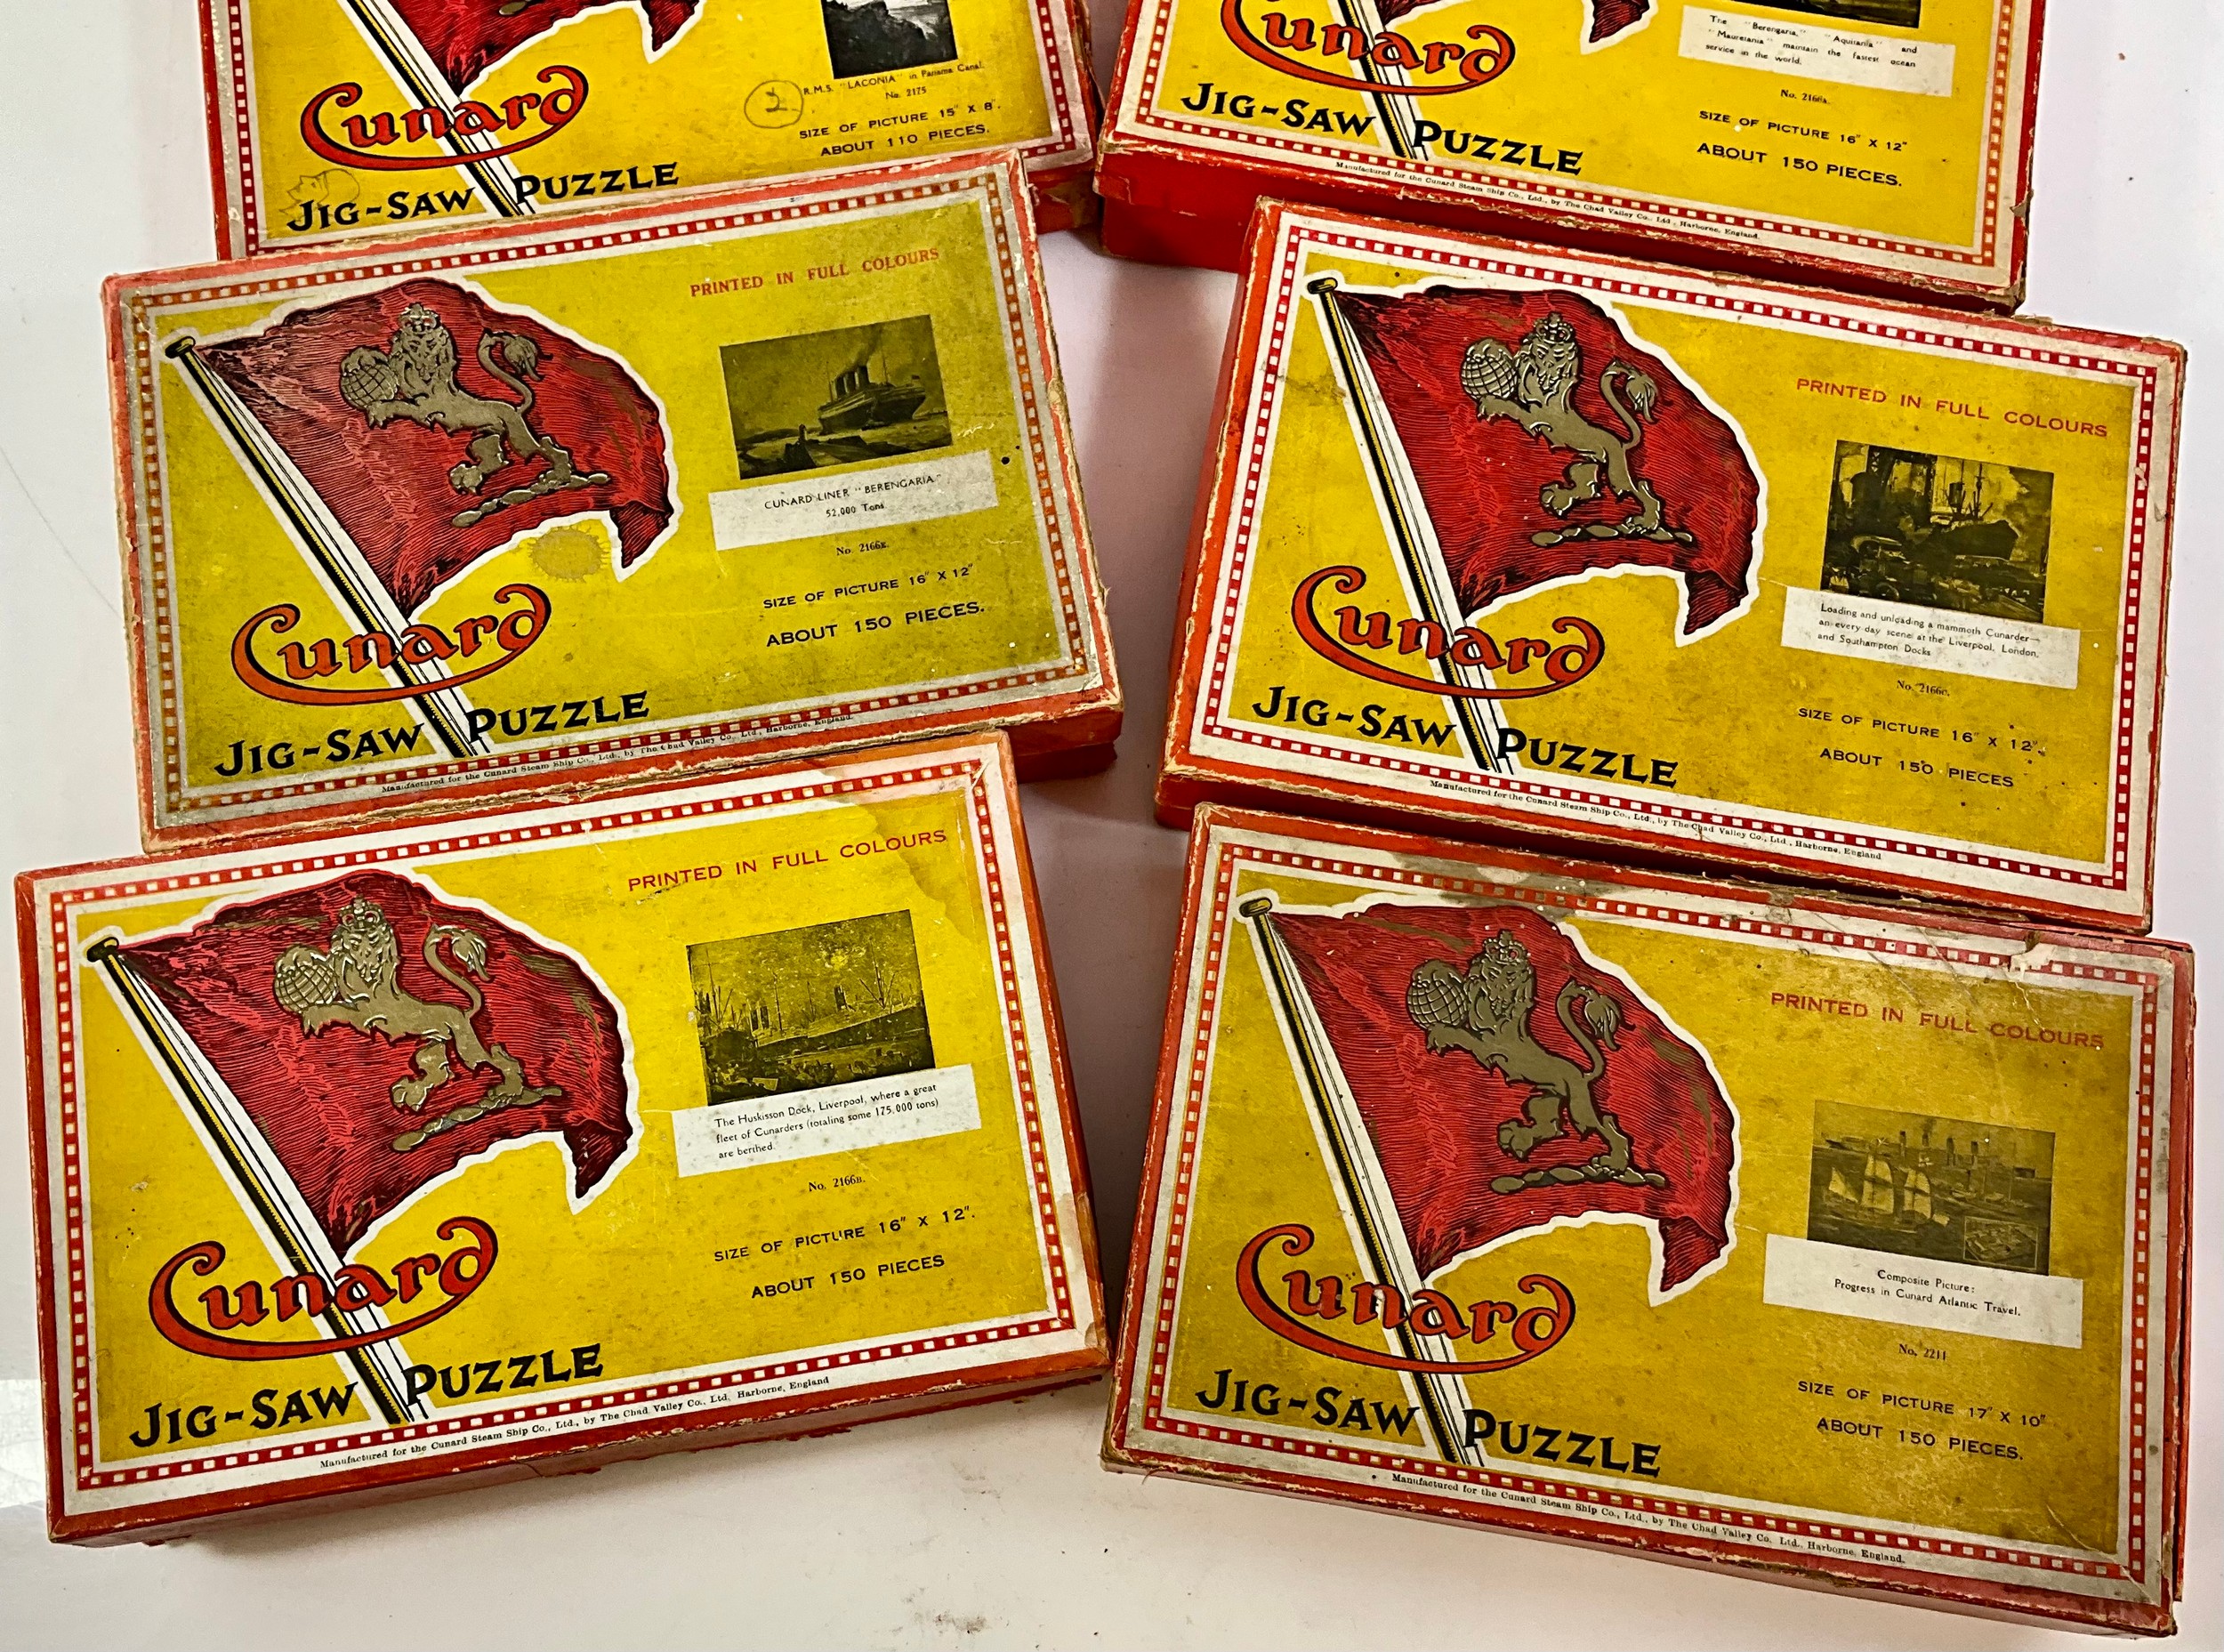 Cunard
JIG-SAW PUZZLE
2
R.M.S. "LACONIA" in Panama Canal.
No. 2175
SIZE OF PICTURE 15" X 8".
ABOUT 110 PIECES.
Cunard
JIG-SAW PUZZLE
The "Berengaria," "Aquitania" and
"Mauretania" maintain the fastest ocean
service in the world.
No. 2166A.
SIZE OF PICTURE 16" X 12"
ABOUT 150 PIECES.
Manufactured for the Cunard Steam Ship Co., Ltd., by The Chad Valley Co., Ltd., Harborne, England.
PRINTED IN FULL COLOURS
CUNARD LINER "BERENGARIA"
52,000 Tons
No. 2166E.
SIZE OF PICTURE 16" X 12"
ABOUT 150 PIECES.
Cunard
JIG-SAW PUZZLE
Manufactured for the Cunard Steam Ship Co., Ltd., by The Chad Valley Co., Ltd., Harborne, England.
PRINTED IN FULL COLOURS
Loading and unloading a mammoth Cunarder—
an every day scene at the Liverpool, London,
and Southampton Docks
No. 2166C.
SIZE OF PICTURE 16" X 12".
ABOUT 150 PIECES
Cunard
JIG-SAW PUZZLE
Manufactured for the Cunard Steam Ship Co., Ltd., by The Chad Valley Co., Ltd., Harborne, England
PRINTED IN FULL COLOURS
The Huskisson Dock, Liverpool, where a great
fleet of Cunarders (totaling some 175,000 tons)
are berthed.
No. 2166B.
SIZE OF PICTURE 16" X 12".
ABOUT 150 PIECES
Cunard
JIG-SAW PUZZLE
Manufactured for the Cunard Steam Ship Co., Ltd., by The Chad Valley Co., Ltd. Harborne, England
PRINTED IN FULL COLOURS
Composite Picture:
Progress in Cunard Atlantic Travel.
No. 2211
SIZE OF PICTURE 17" X 10"
ABOUT 150 PIECES.
Cunard
JIG-SAW PUZZLE
Manufactured for the Cunard Steam Ship Co., Ltd., by The Chad Valley Co. Ltd., Harborne, England.